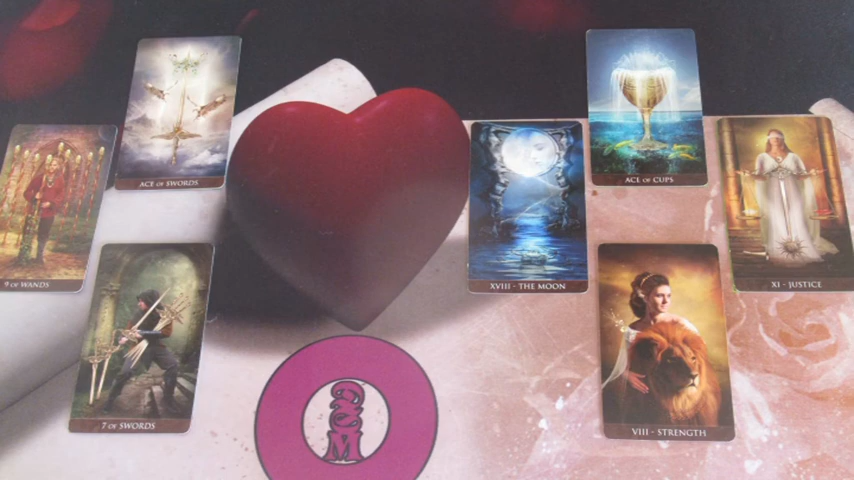 ACE OF SWORDS
ACE OF CUPS
9 OF WANDS
XVIII - THE MOON
XI - JUSTICE
7 OF SWORDS
VIII - STRENGTH